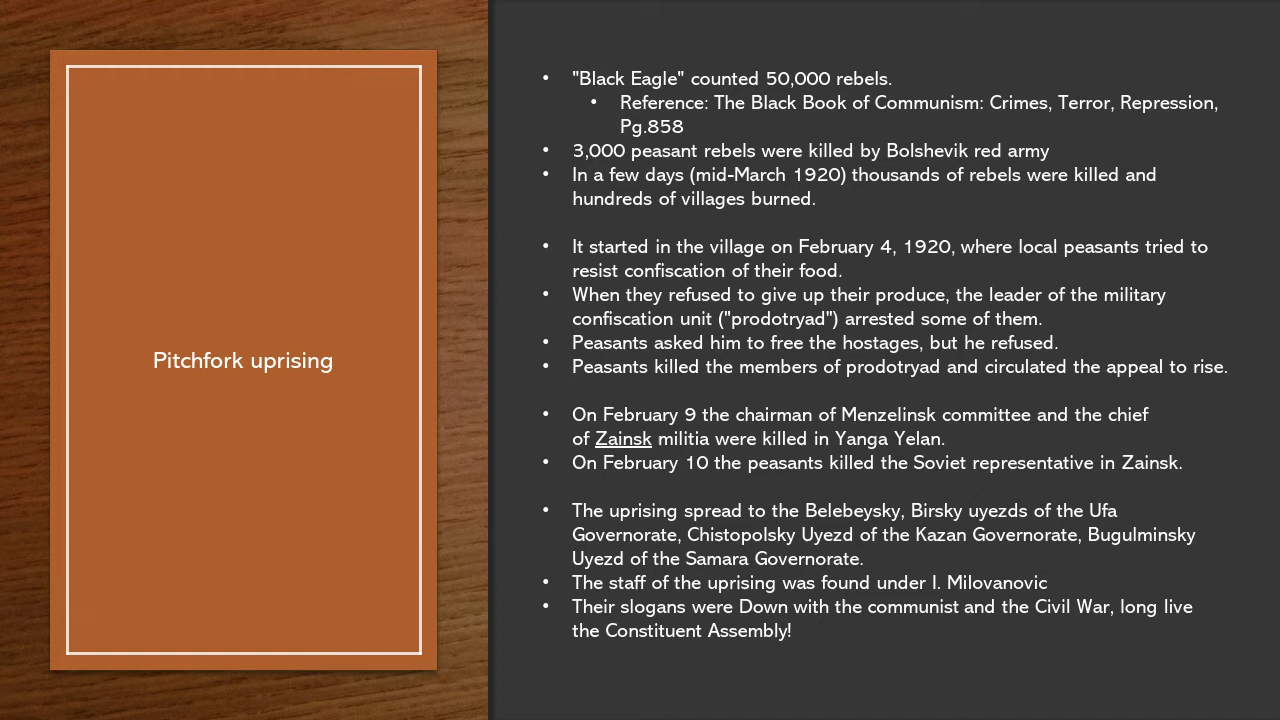 Pitchfork uprising
• "Black Eagle" counted 50,000 rebels.
• Reference: The Black Book of Communism: Crimes, Terror, Repression,
Pg.858
• 3,000 peasant rebels were killed by Bolshevik red army
• In a few days (mid-March 1920) thousands of rebels were killed and
hundreds of villages burned.
• It started in the village on February 4, 1920, where local peasants tried to
resist confiscation of their food.
• When they refused to give up their produce, the leader of the military
confiscation unit ("prodotryad") arrested some of them.
• Peasants asked him to free the hostages, but he refused.
• Peasants killed the members of prodotryad and circulated the appeal to rise.
• On February 9 the chairman of Menzelinsk committee and the chief
of Zainsk militia were killed in Yanga Yelan.
• On February 10 the peasants killed the Soviet representative in Zainsk.
• The uprising spread to the Belebeysky, Birsky uyezds of the Ufa
Governorate, Chistopolsky Uyezd of the Kazan Governorate, Bugulminsky
Uyezd of the Samara Governorate.
• The staff of the uprising was found under I. Milovanovic
• Their slogans were Down with the communist and the Civil War, long live
the Constituent Assembly!